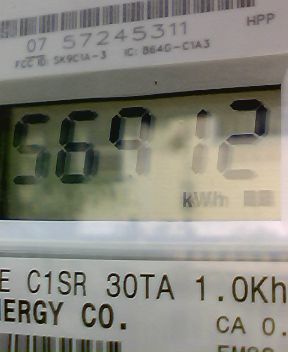 HPP
07 57245311
FCC ID: SK9C1A-3 IC: 864G-C1A3
56912
kWh
E C1SR 30TA 1.0Kh
NERGY CO.
CA 0.